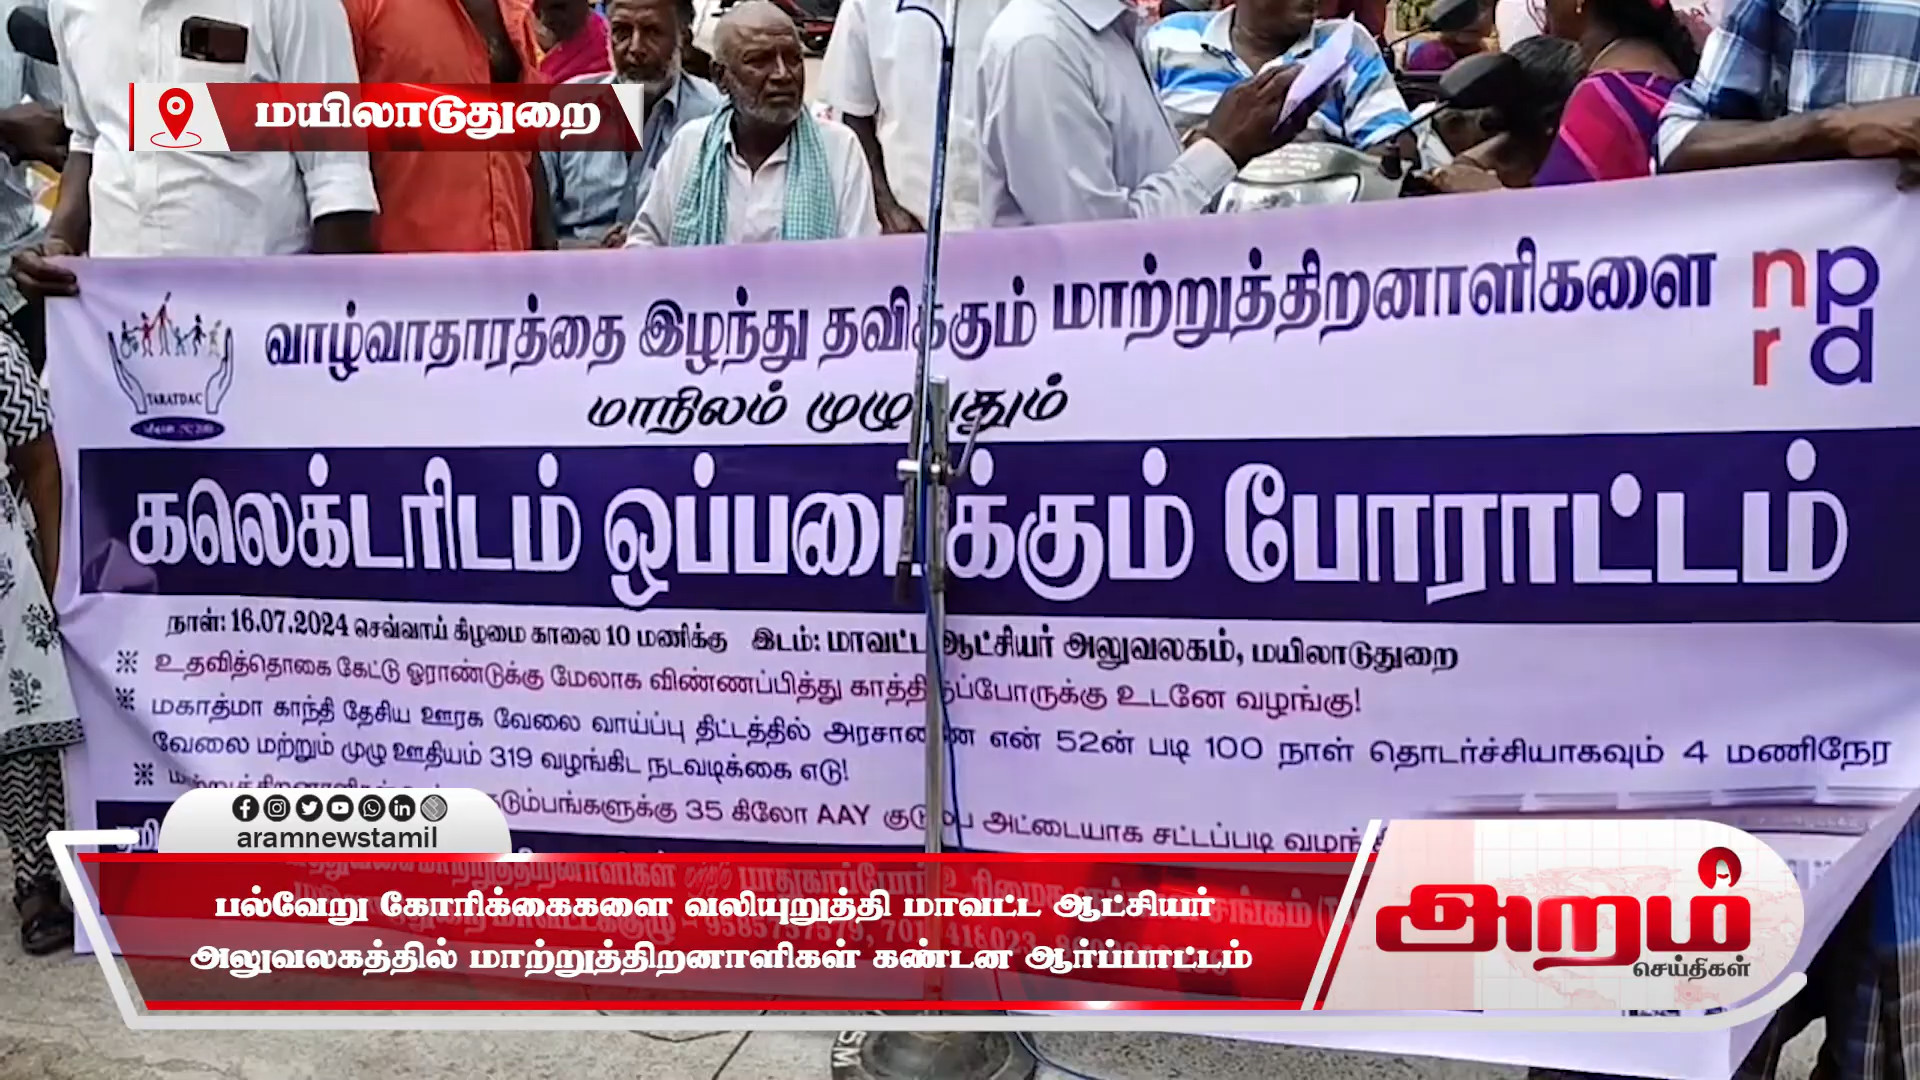 மயிலாடுதுறை
வாழ்வாதாரத்தை இழந்து தவிக்கும் மாற்றுத்திறனாளிகளை
nprd
TARATDAC
மாநிலம் முழுவதும்
கலெக்டரிடம் ஒப்படைக்கும் போராட்டம்
நாள்: 16.07.2024 செவ்வாய் கிழமை காலை 10 மணிக்கு இடம்: மாவட்ட ஆட்சியர் அலுவலகம், மயிலாடுதுறை
※ உதவித்தொகை கேட்டு ஓராண்டுக்கு மேலாக விண்ணப்பித்து காத்திருப்போருக்கு உடனே வழங்கு!
※ மகாத்மா காந்தி தேசிய ஊரக வேலை வாய்ப்பு திட்டத்தில் அரசாணை என் 52ன் படி 100 நாள் தொடர்ச்சியாகவும் 4 மணிநேர
வேலை மற்றும் முழு ஊதியம் 319 வழங்கிட நடவடிக்கை எடு!
※ குடும்பங்களுக்கு 35 கிலோ AAY குடும்ப அட்டையாக சட்டப்படி
aramnewstamil
பல்வேறு கோரிக்கைகளை வலியுறுத்தி மாவட்ட ஆட்சியர்
அலுவலகத்தில் மாற்றுத்திறனாளிகள் கண்டன ஆர்ப்பாட்டம்
அறம்
செய்திகள்